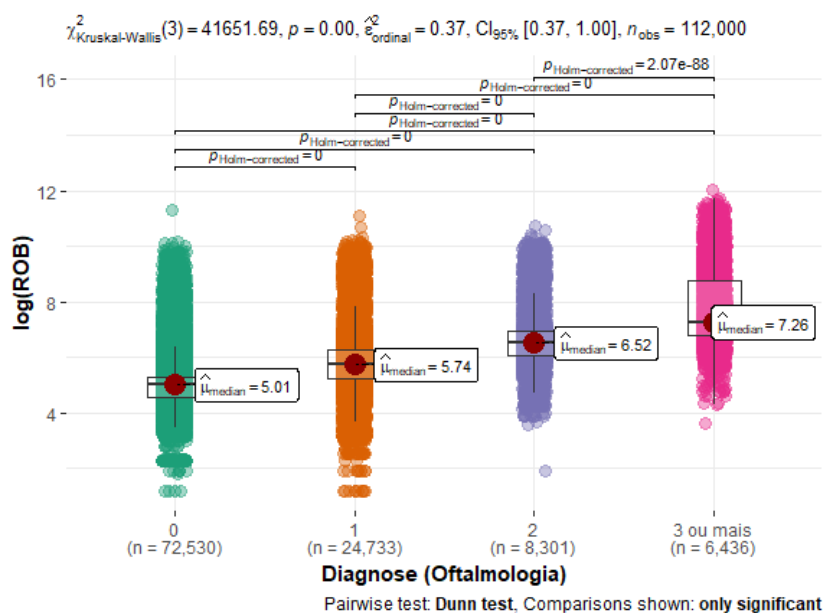 χ²Kruskal-Wallis(3) = 41651.69, p = 0.00, ε̂²ordinal = 0.37, CI95% [0.37, 1.00], nobs = 112,000
pHolm−corrected = 2.07e-88
pHolm−corrected = 0
pHolm−corrected = 0
pHolm−corrected = 0
pHolm−corrected = 0
pHolm−corrected = 0
16
12
8
4
log(ROB)
μ̂median = 5.01
μ̂median = 5.74
μ̂median = 6.52
μ̂median = 7.26
0 1 2 3 ou mais
(n = 72,530) (n = 24,733) (n = 8,301) (n = 6,436)
Diagnose (Oftalmologia)
Pairwise test: Dunn test, Comparisons shown: only significant